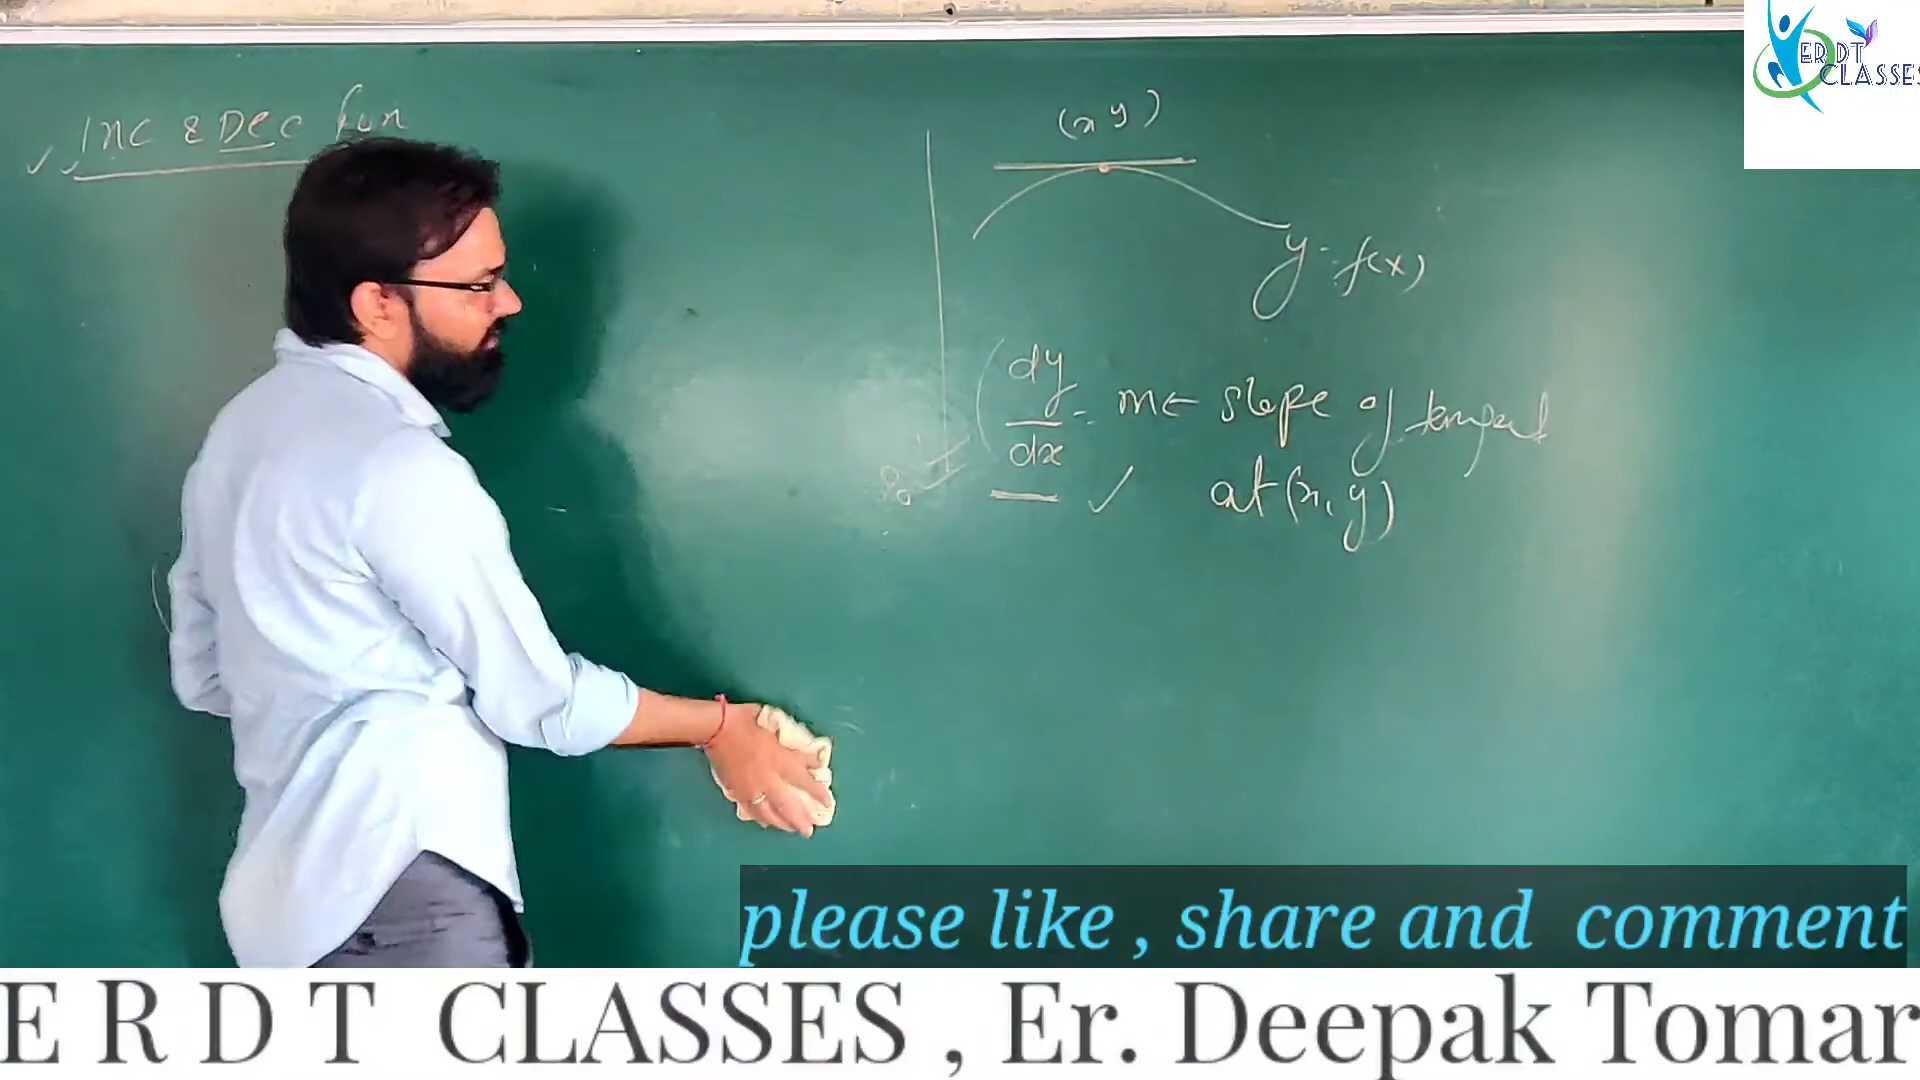 Inc & Dec fun
(x y)
y = f(x)
dy
dx
= m ← slope of tangent
at (x, y)
ER DT
CLASSES
please like , share and comment
E R D T CLASSES , Er. Deepak Tomar